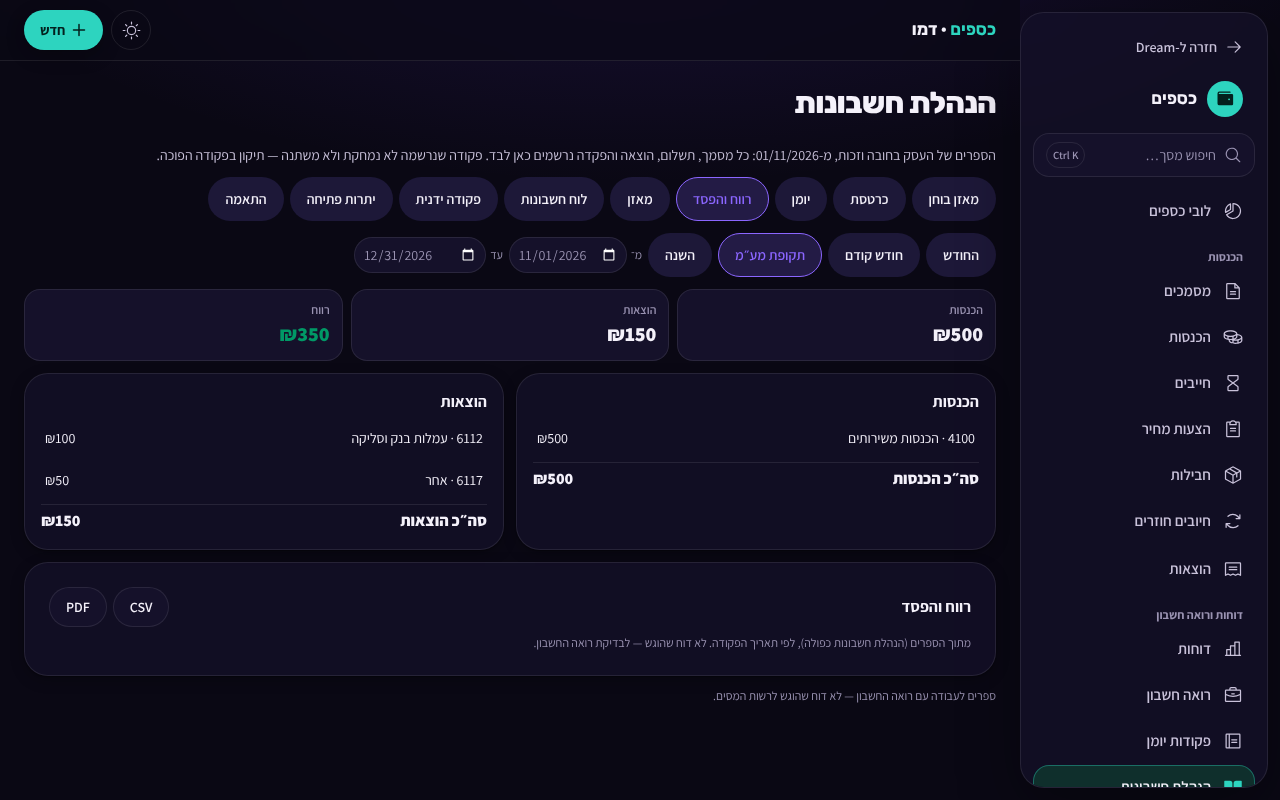 חזרה ל-Dream
כספים
חיפוש מסך...
Ctrl K
לובי כספים
הכנסות
מסמכים
הכנסות
חייבים
הצעות מחיר
חבילות
חיובים חוזרים
הוצאות
דוחות ורואה חשבון
דוחות
רואה חשבון
פקודות יומן
הנהלת חשבונות
כספים • דמו
חדש
הנהלת חשבונות
הספרים של העסק בחובה וזכות, מ-01/11/2026: כל מסמך, תשלום, הוצאה והפקדה נרשמים כאן לבד. פקודה שנרשמה לא נמחקת ולא משתנה — תיקון בפקודה הפוכה.
מאזן בוחן כרטסת יומן רווח והפסד מאזן לוח חשבונות פקודה ידנית יתרות פתיחה התאמה
החודש חודש קודם תקופת מע״מ השנה מ־ 11/01/2026 עד 12/31/2026
הכנסות
₪500
הוצאות
₪150
רווח
₪350
הכנסות
4100 · הכנסות משירותים ₪500
סה״כ הכנסות ₪500
הוצאות
6112 · עמלות בנק וסליקה ₪100
6117 · אחר ₪50
סה״כ הוצאות ₪150
רווח והפסד
CSV PDF
מתוך הספרים (הנהלת חשבונות כפולה), לפי תאריך הפקודה. לא דוח שהוגש — לבדיקת רואה החשבון.
ספרים לעבודה עם רואה החשבון — לא דוח שהוגש לרשות המסים.